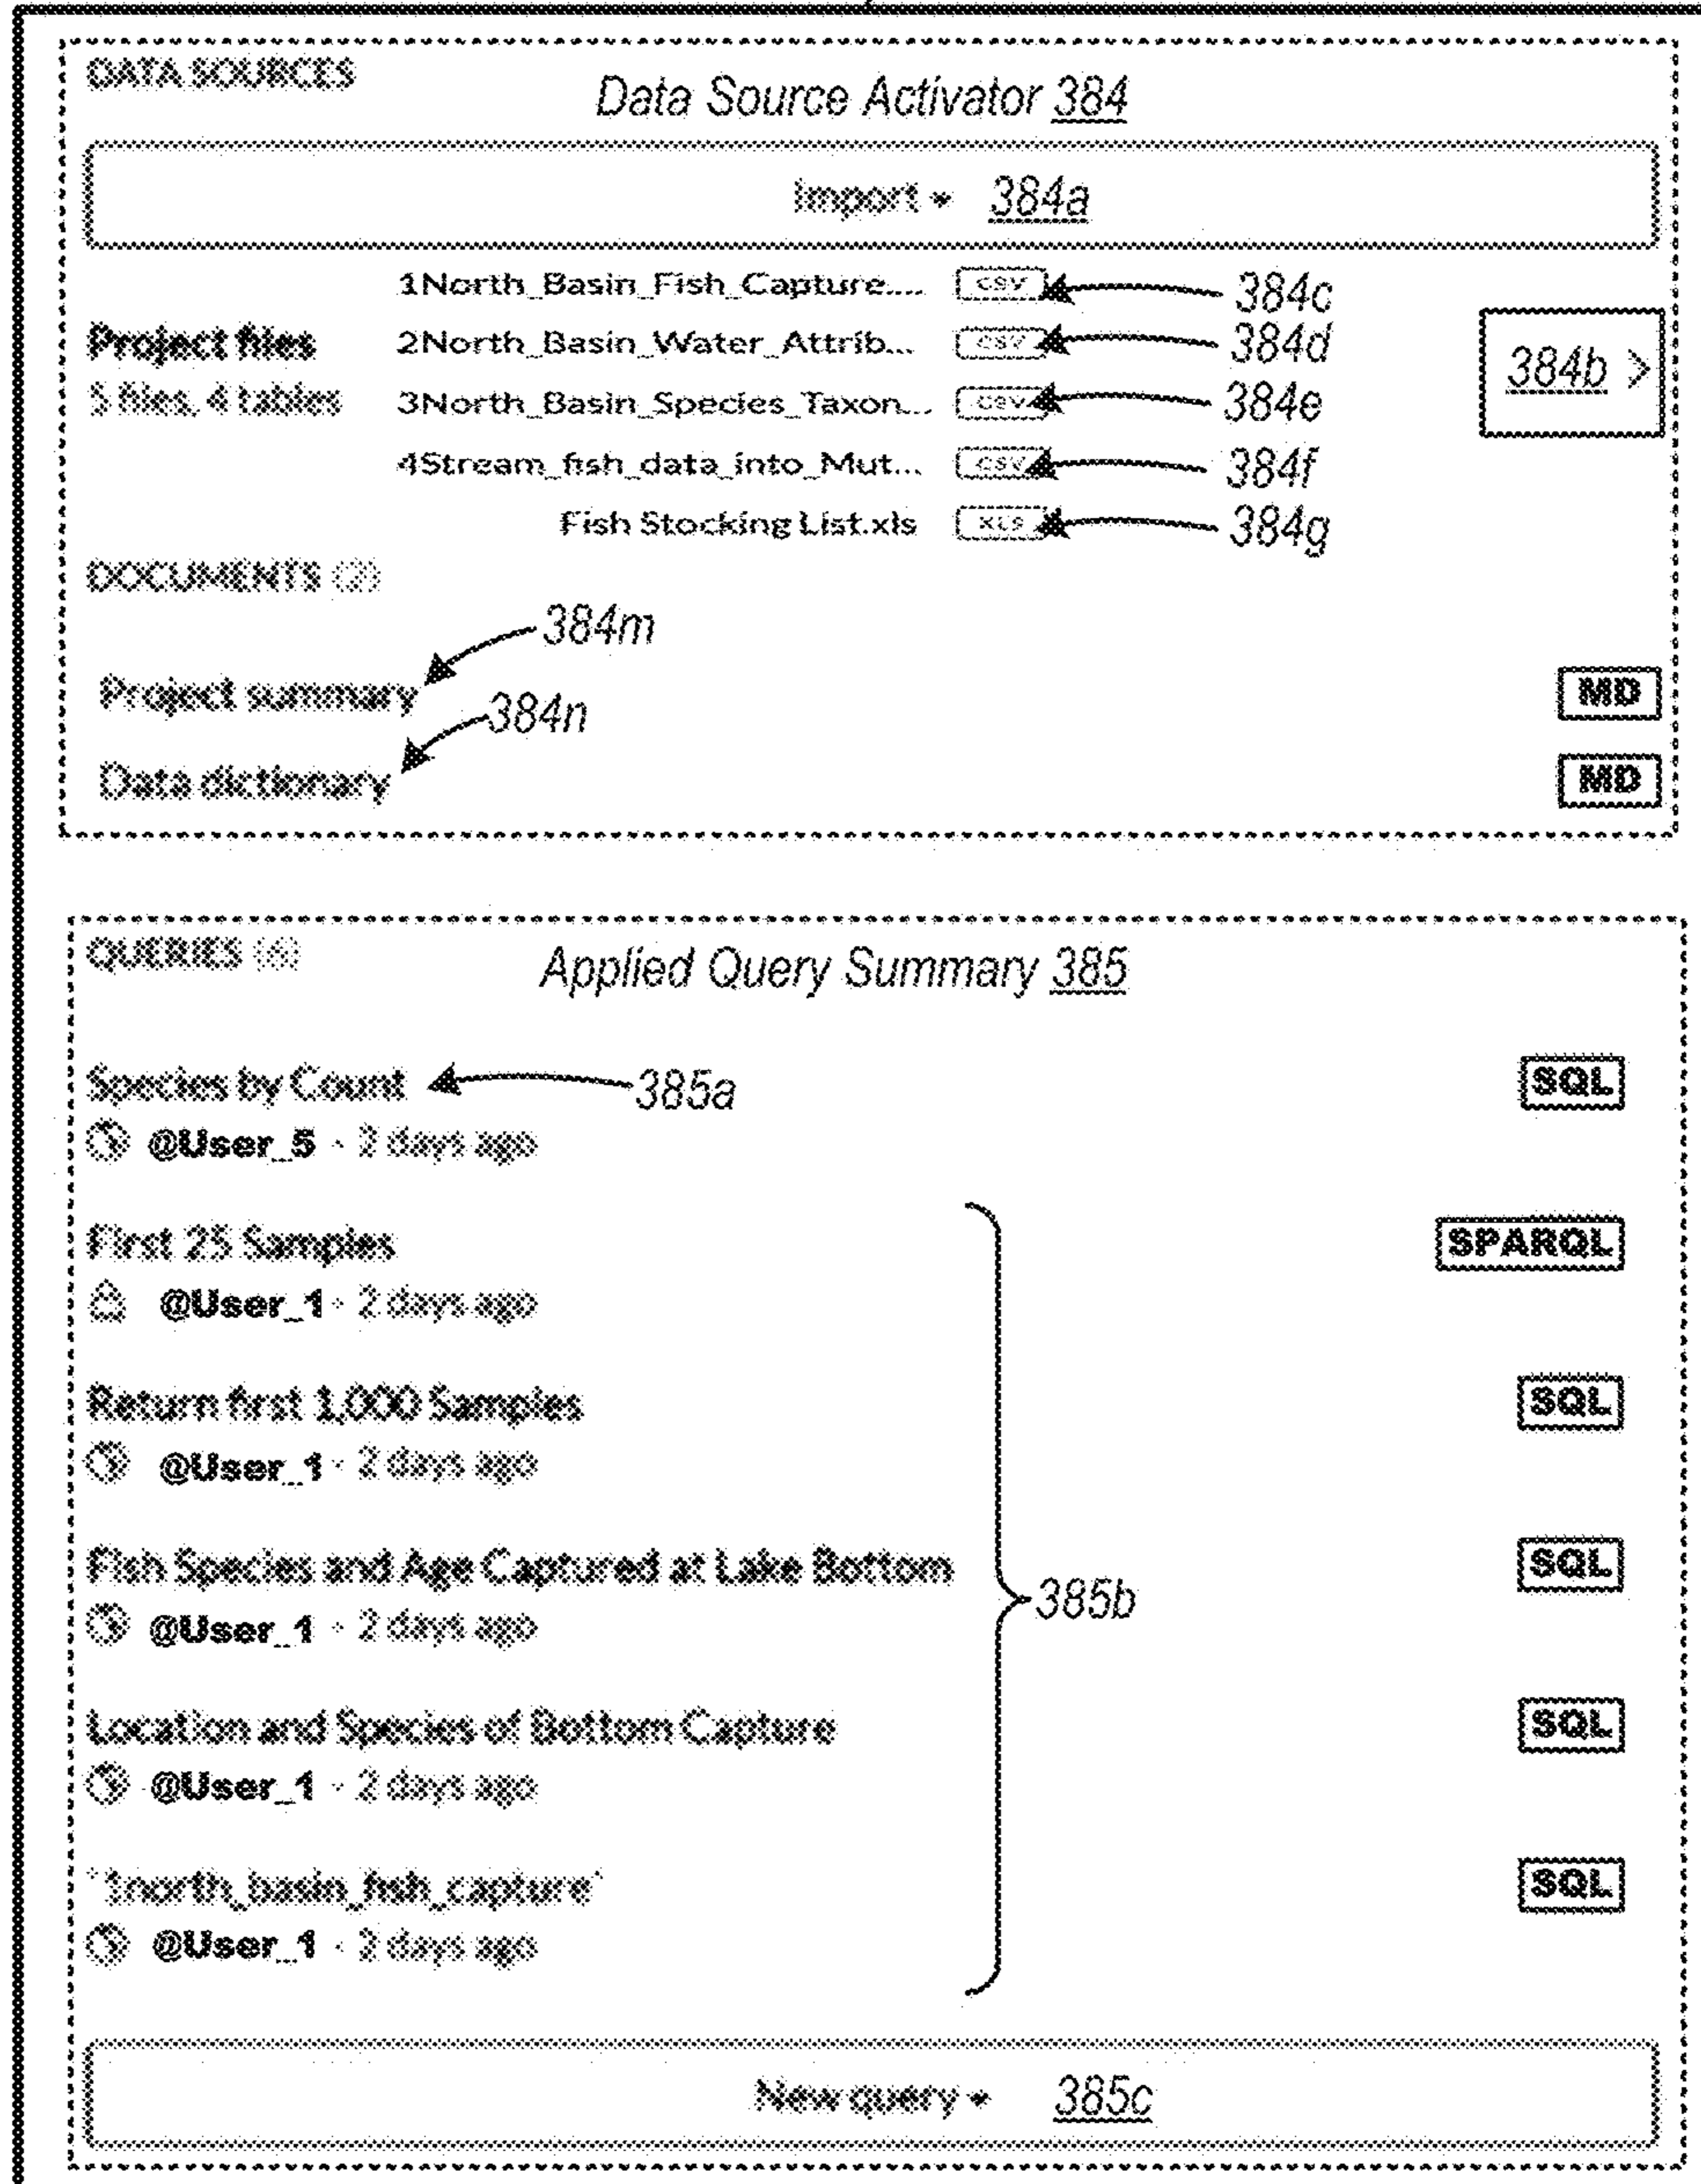 DATA SOURCES
Data Source Activator 384
Import 384a
1North_Basin_Fish_Capture.... CSV 384c
Project files 2North_Basin_Water_Attrib... CSV 384d
384b >
5 files, 4 tables 3North_Basin_Species_Taxon... CSV 384e
4Stream_fish_data_into_Mut... CSV 384f
Fish Stocking List.xls XLS 384g
DOCUMENTS (2)
384m
Project summary MD
384n
Data dictionary MD
QUERIES (6)
Applied Query Summary 385
Species by Count 385a SQL
@User_5 · 2 days ago
First 25 Samples SPARQL
@User_1 · 2 days ago
Return first 1,000 Samples SQL
@User_1 · 2 days ago
Fish Species and Age Captured at Lake Bottom SQL
385b
@User_1 · 2 days ago
Location and Species of Bottom Capture SQL
@User_1 · 2 days ago
`1north_basin_fish_capture` SQL
@User_1 · 2 days ago
New query 385c